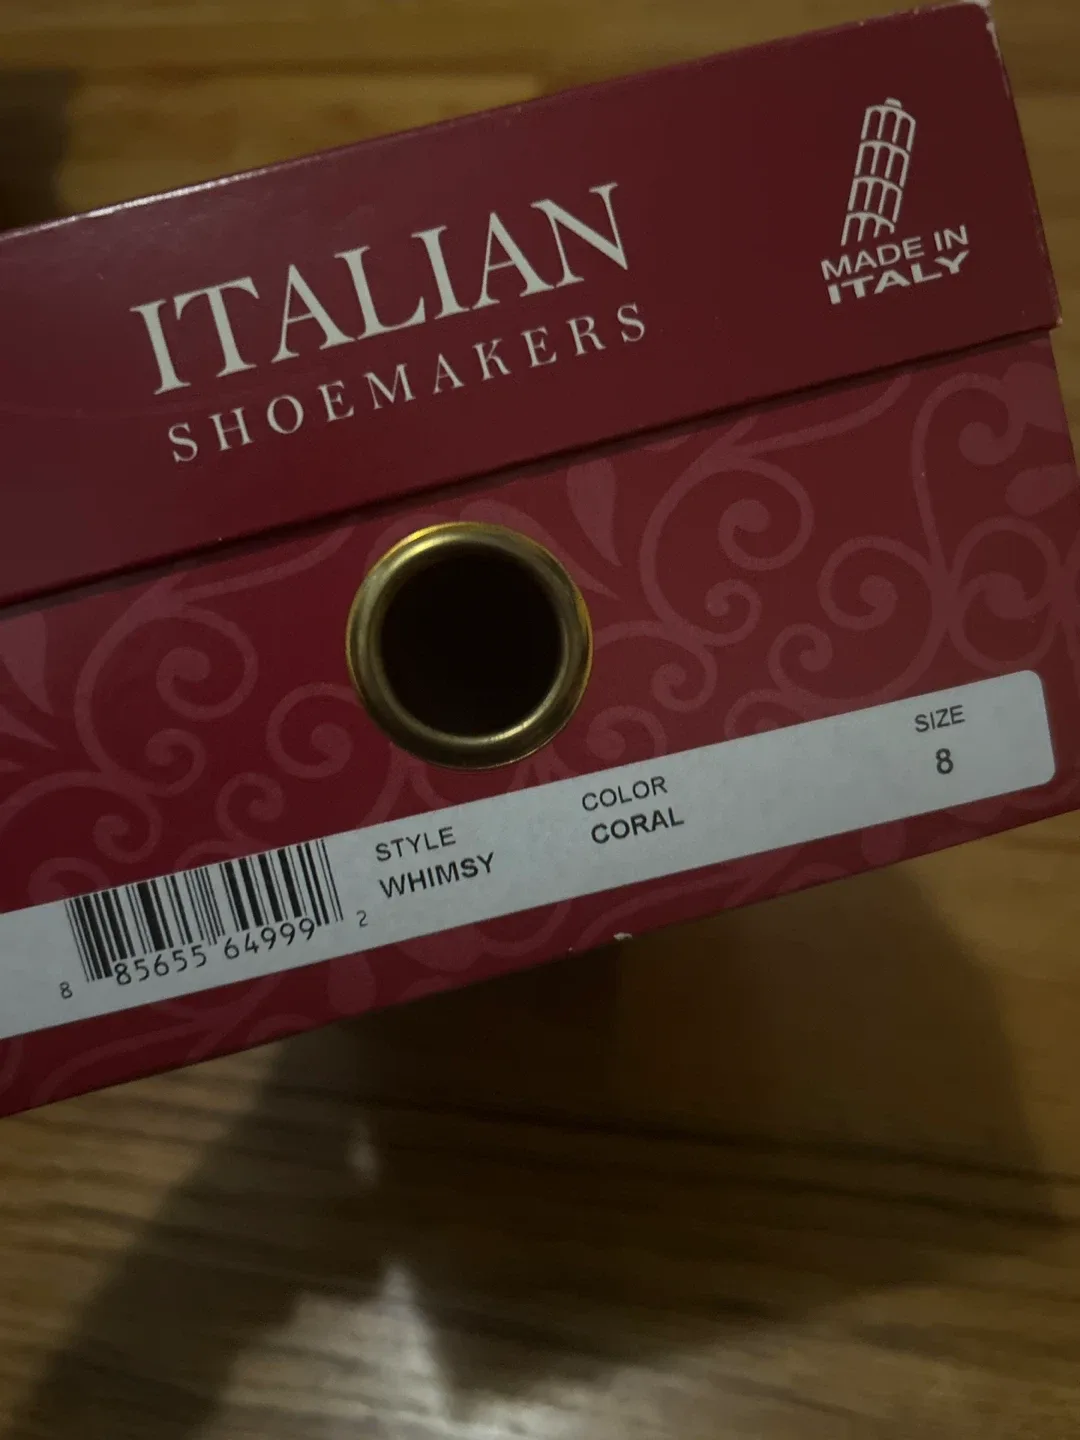 ITALIAN
SHOEMAKERS
MADE IN
ITALY
STYLE
WHIMSY
COLOR
CORAL
SIZE
8
8 85655 64999 2